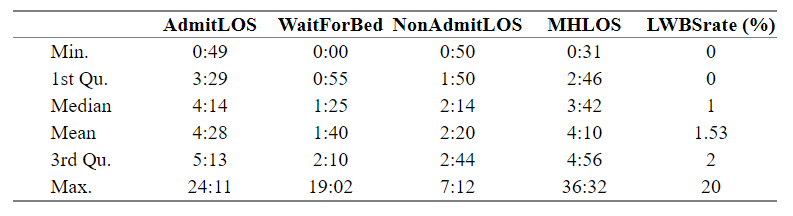 AdmitLOS WaitForBed NonAdmitLOS MHLOS LWBSrate (%)
Min. 0:49 0:00 0:50 0:31 0
1st Qu. 3:29 0:55 1:50 2:46 0
Median 4:14 1:25 2:14 3:42 1
Mean 4:28 1:40 2:20 4:10 1.53
3rd Qu. 5:13 2:10 2:44 4:56 2
Max. 24:11 19:02 7:12 36:32 20